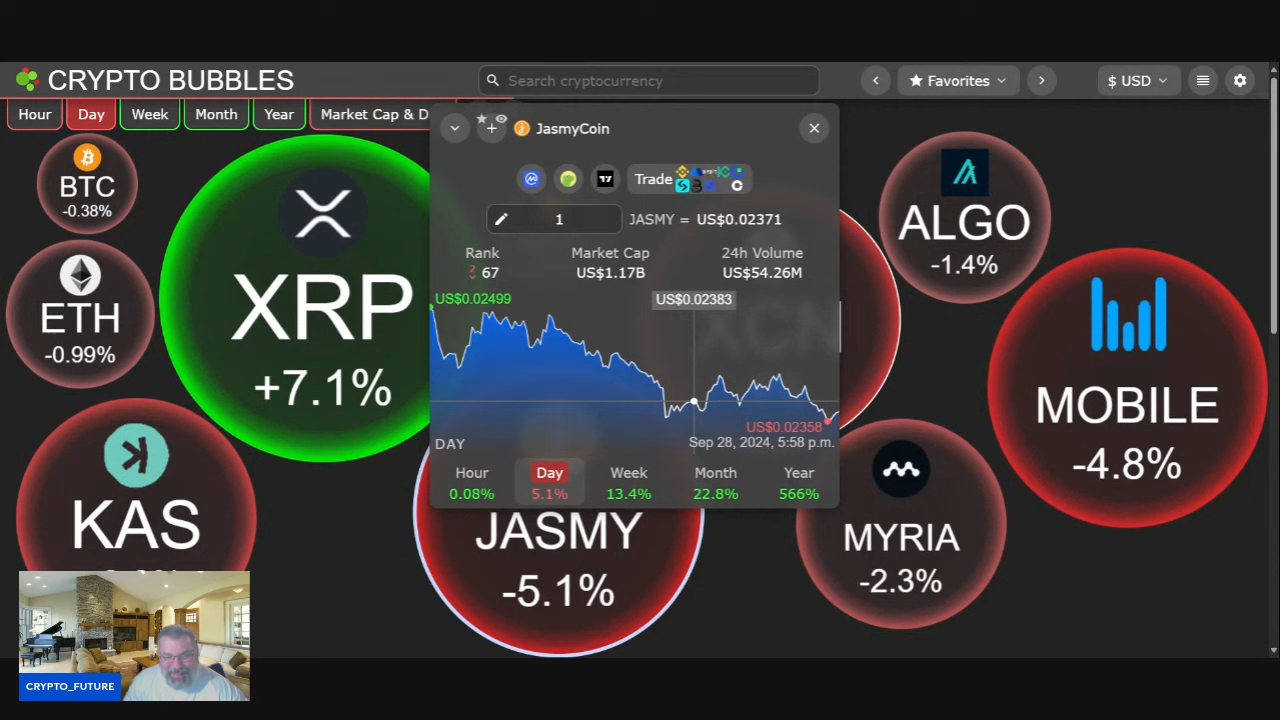 CRYPTO BUBBLES
Search cryptocurrency
Favorites
$ USD
Hour
Day
Week
Month
Year
Market Cap & D
JasmyCoin
Trade
1
JASMY = US$0.02371
Rank
Market Cap
24h Volume
67
US$1.17B
US$54.26M
US$0.02499
US$0.02383
US$0.02358
Sep 28, 2024, 5:58 p.m.
DAY
Hour
Day
Week
Month
Year
0.08%
5.1%
13.4%
22.8%
566%
BTC
-0.38%
ETH
-0.99%
XRP
+7.1%
KAS
XCN
JASMY
-5.1%
ALGO
-1.4%
MOBILE
-4.8%
MYRIA
-2.3%
CRYPTO_FUTURE